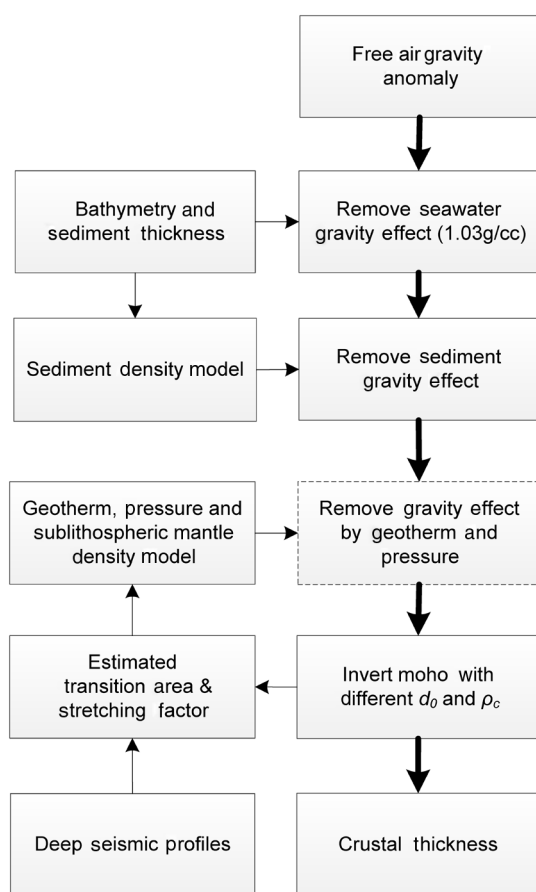 Free air gravity
anomaly
Bathymetry and
sediment thickness
Remove seawater
gravity effect (1.03g/cc)
Sediment density model
Remove sediment
gravity effect
Geotherm, pressure and
sublithospheric mantle
density model
Remove gravity effect
by geotherm and
pressure
Estimated
transition area &
stretching factor
Invert moho with
different d₀ and ρ꜀
Deep seismic profiles
Crustal thickness